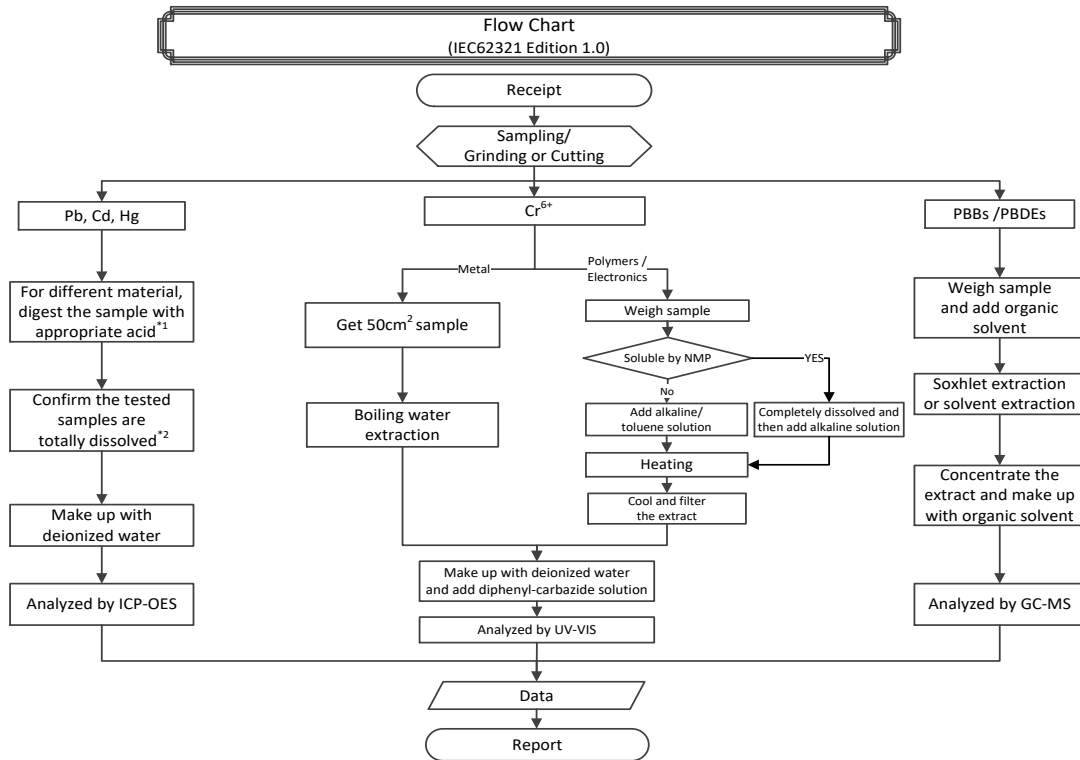 Flow Chart
(IEC62321 Edition 1.0)
Receipt
Sampling/
Grinding or Cutting
Pb, Cd, Hg
For different material,
digest the sample with
appropriate acid*1
Confirm the tested
samples are
totally dissolved*2
Make up with
deionized water
Analyzed by ICP-OES
Cr6+
Metal
Get 50cm2 sample
Boiling water
extraction
Polymers /
Electronics
Weigh sample
Soluble by NMP
YES
No
Add alkaline/
toluene solution
Completely dissolved and
then add alkaline solution
Heating
Cool and filter
the extract
Make up with deionized water
and add diphenyl-carbazide solution
Analyzed by UV-VIS
PBBs /PBDEs
Weigh sample
and add organic
solvent
Soxhlet extraction
or solvent extraction
Concentrate the
extract and make up
with organic solvent
Analyzed by GC-MS
Data
Report